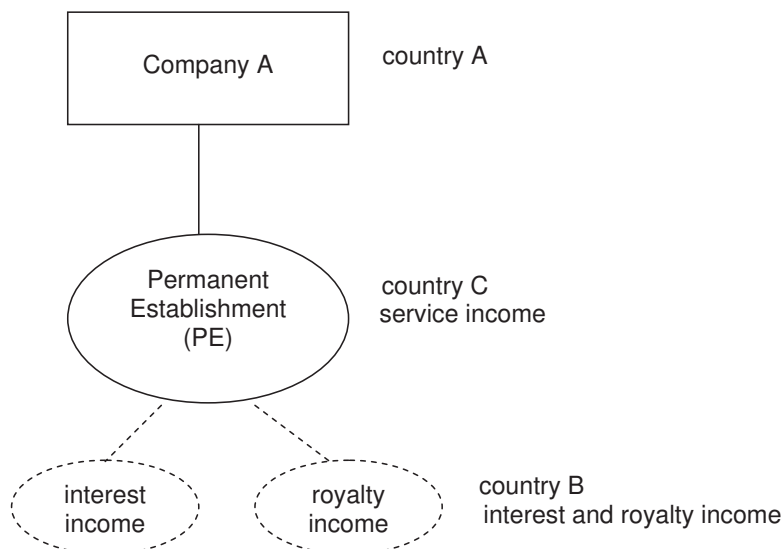 Company A
country A
Permanent
Establishment
(PE)
country C
service income
interest
income
royalty
income
country B
interest and royalty income